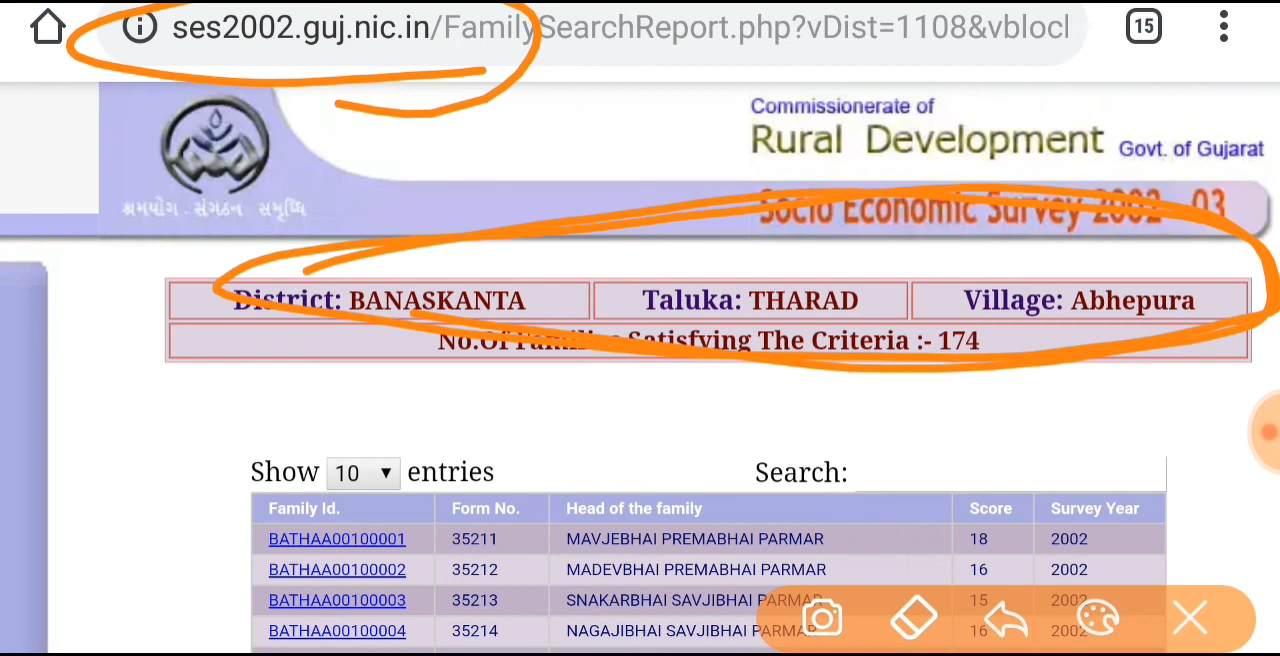 ses2002.guj.nic.in/FamilySearchReport.php?vDist=1108&vblocl
15
Commissionerate of
Rural Development Govt. of Gujarat
શ્રમયોગ . સંગઠન સમૃધ્ધિ
Socio Economic Survey 2002 - 03
District: BANASKANTA Taluka: THARAD Village: Abhepura
No.Of Families Satisfying The Criteria :- 174
Show 10 entries Search:
Family Id. Form No. Head of the family Score Survey Year
BATHAA00100001 35211 MAVJEBHAI PREMABHAI PARMAR 18 2002
BATHAA00100002 35212 MADEVBHAI PREMABHAI PARMAR 16 2002
BATHAA00100003 35213 SNAKARBHAI SAVJIBHAI PARMAR 15 2002
BATHAA00100004 35214 NAGAJIBHAI SAVJIBHAI PARMAR 16 2002